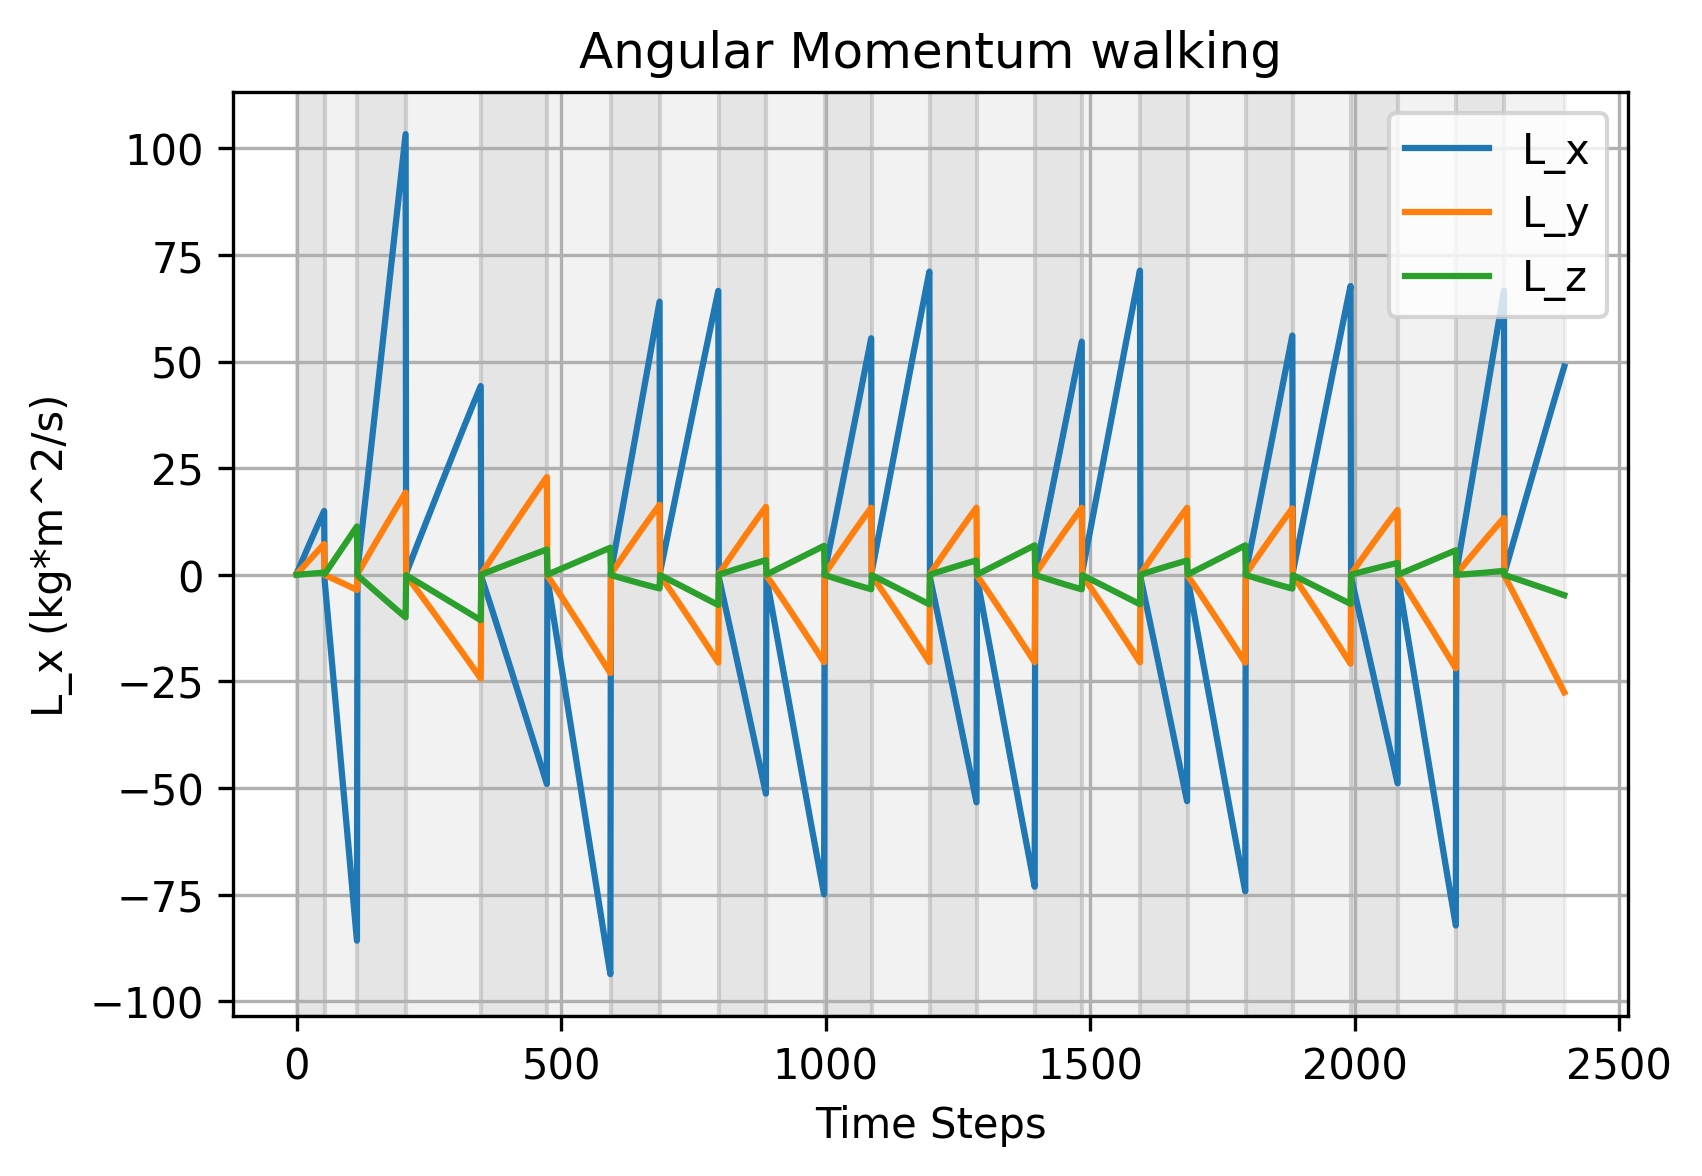 Angular Momentum walking
L_x (kg*m^2/s)
100
75
50
25
0
−25
−50
−75
−100
L_x
L_y
L_z
0 500 1000 1500 2000 2500
Time Steps